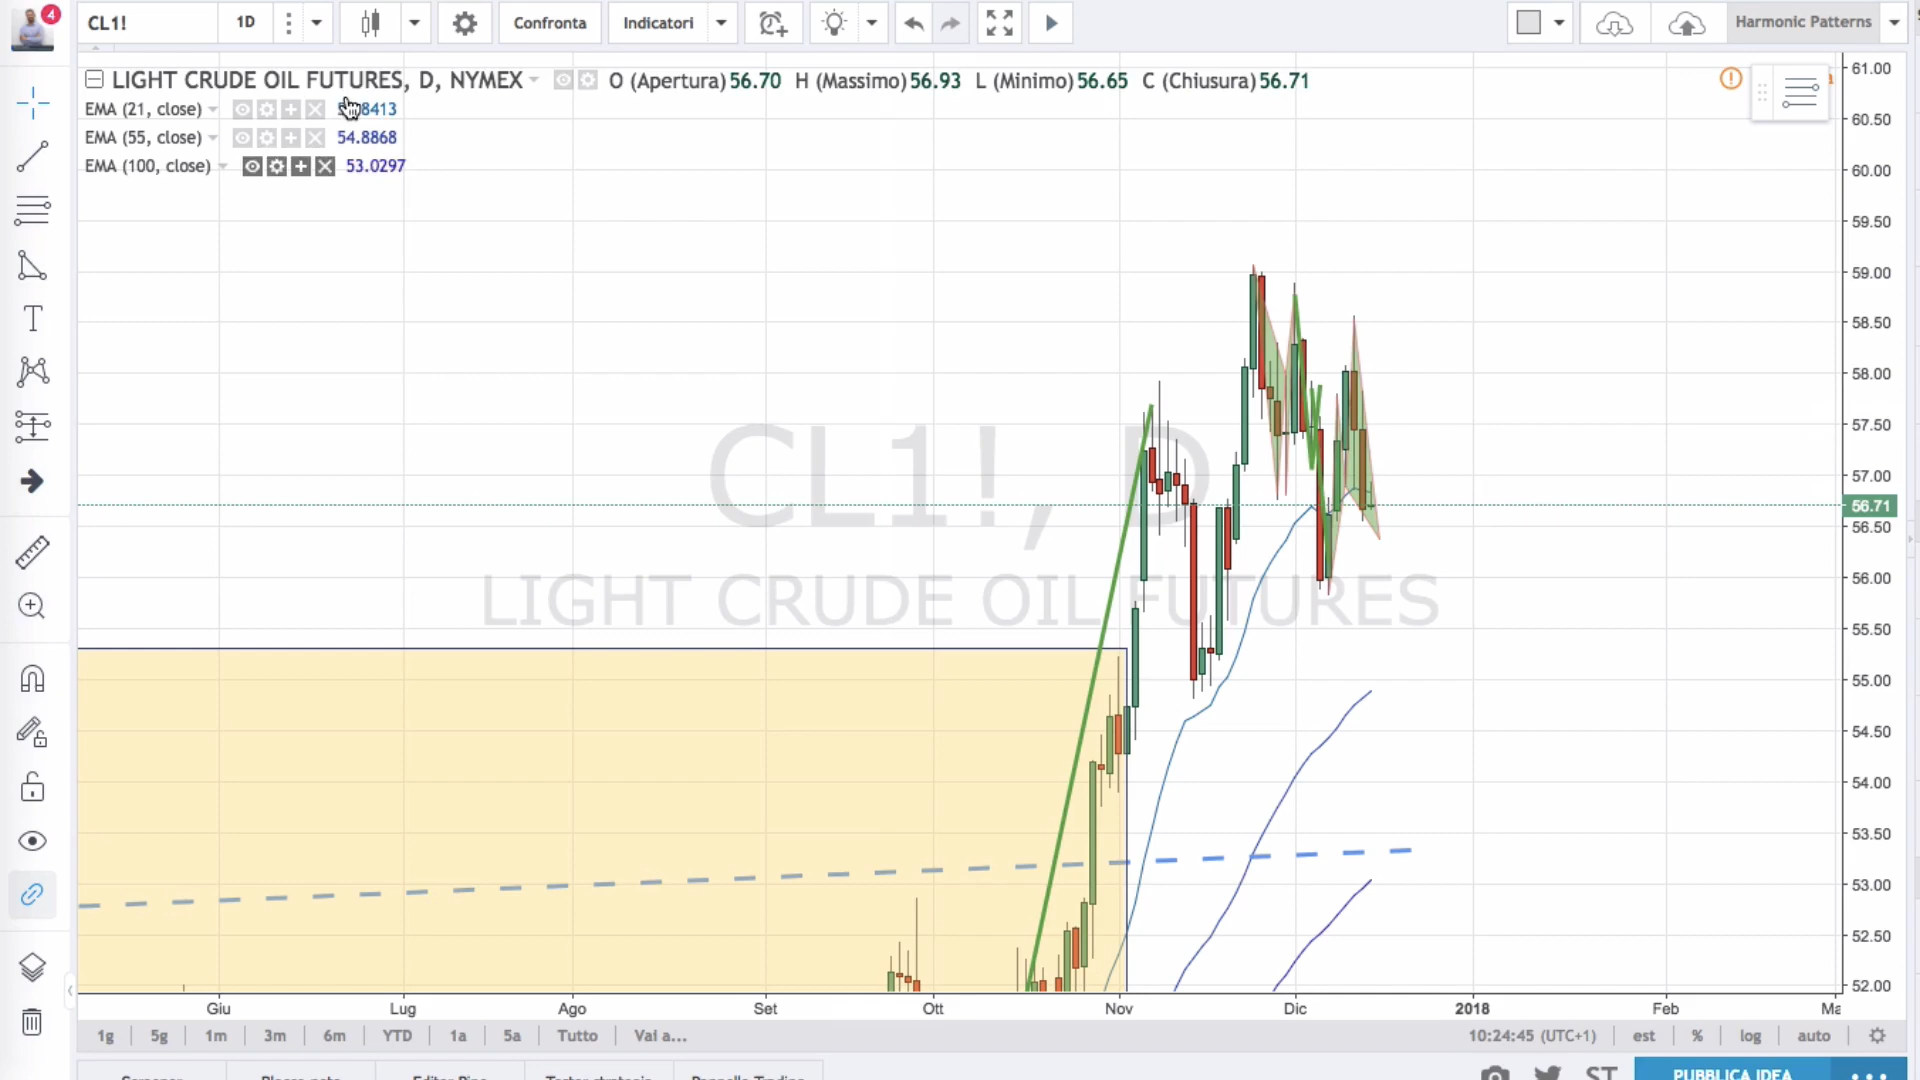 4
CL1!
1D
Confronta
Indicatori
Harmonic Patterns
LIGHT CRUDE OIL FUTURES, D, NYMEX
O (Apertura) 56.70 H (Massimo) 56.93 L (Minimo) 56.65 C (Chiusura) 56.71
EMA (21, close)
8413
EMA (55, close) 54.8868
EMA (100, close) 53.0297
CL1!, D
LIGHT CRUDE OIL FUTURES
61.00
60.50
60.00
59.50
59.00
58.50
58.00
57.50
57.00
56.71
56.50
56.00
55.50
55.00
54.50
54.00
53.50
53.00
52.50
52.00
Giu Lug Ago Set Ott Nov Dic 2018 Feb Ma
1g 5g 1m 3m 6m YTD 1a 5a Tutto Vai a...
10:24:45 (UTC+1) est % log auto
ST
PUBBLICA IDEA